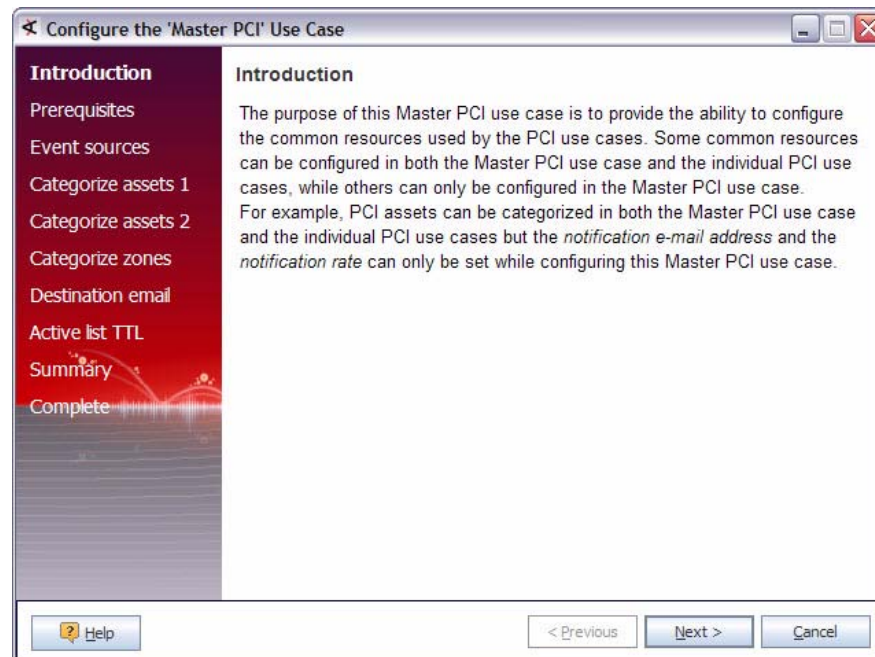 Configure the 'Master PCI' Use Case
Introduction
Prerequisites
Event sources
Categorize assets 1
Categorize assets 2
Categorize zones
Destination email
Active list TTL
Summary
Complete
Introduction
The purpose of this Master PCI use case is to provide the ability to configure
the common resources used by the PCI use cases. Some common resources
can be configured in both the Master PCI use case and the individual PCI use
cases, while others can only be configured in the Master PCI use case.
For example, PCI assets can be categorized in both the Master PCI use case
and the individual PCI use cases but the notification e-mail address and the
notification rate can only be set while configuring this Master PCI use case.
Help
< Previous
Next >
Cancel